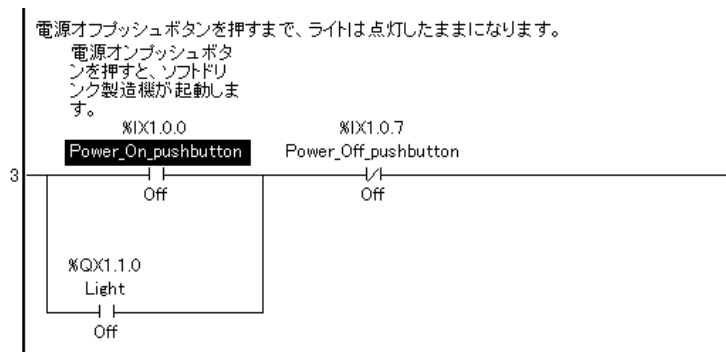 電源オフプッシュボタンを押すまで、ライトは点灯したままになります。
電源オンプッシュボタ
ンを押すと、ソフトドリ
ンク製造機が起動しま
す。
%IX1.0.0 %IX1.0.7
Power_On_pushbutton Power_Off_pushbutton
3
Off Off
%QX1.1.0
Light
Off